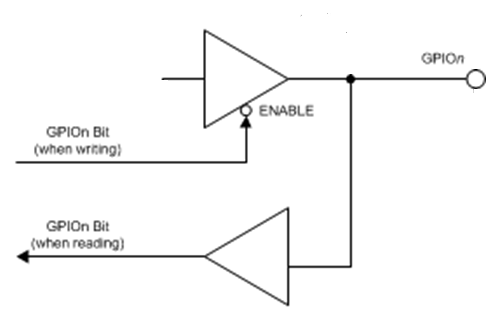 GPIOn
ENABLE
GPIOn Bit
(when writing)
GPIOn Bit
(when reading)